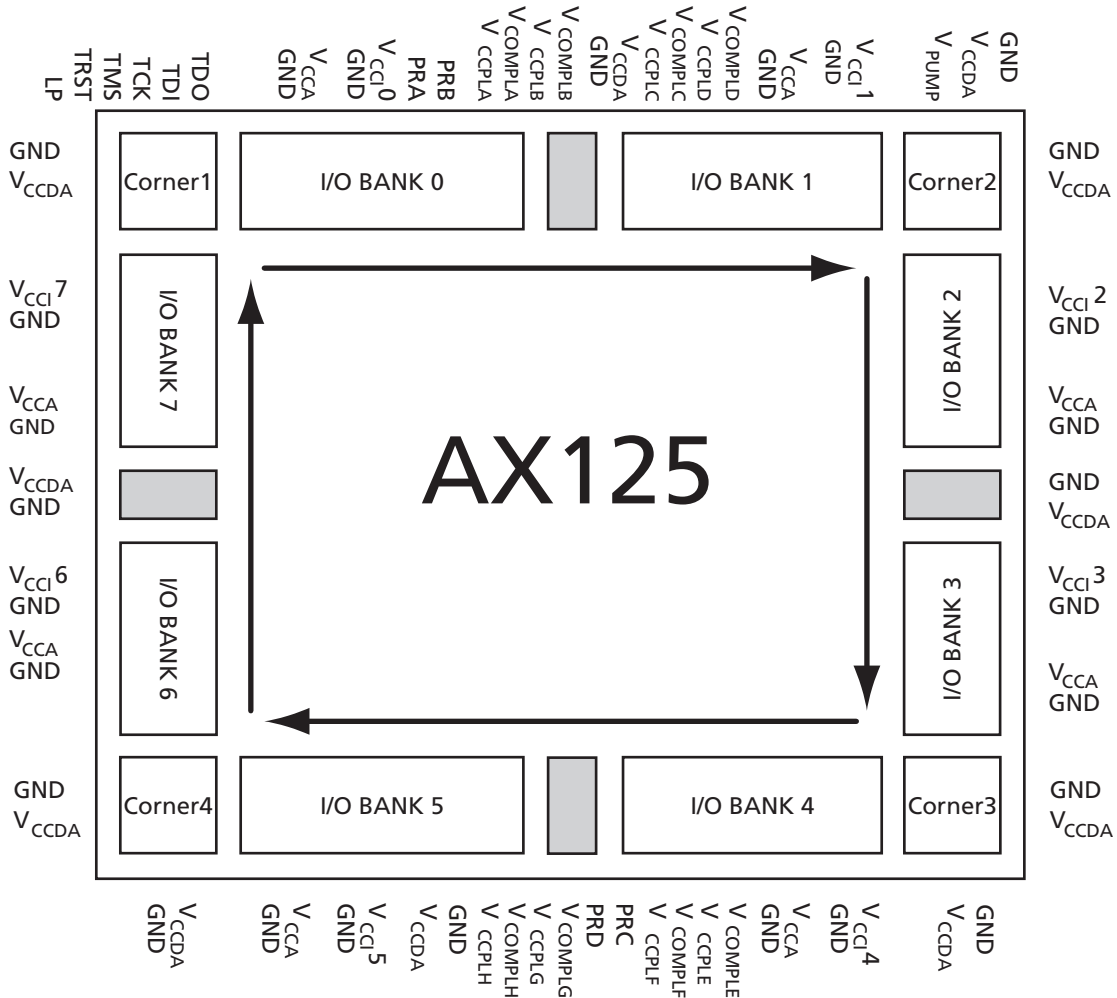 LP
TRST
TMS
TCK
TDI
TDO
GND
VCCA
GND
VCCI0
PRA
PRB
VCCPLA
VCOMPLA
VCCPLB
VCOMPLB
GND
VCCDA
VCCPLC
VCOMPLC
VCCPLD
VCOMPLD
GND
VCCA
GND
VCCI1
VPUMP
VCCDA
GND
GND
VCCDA
Corner1
I/O BANK 0
I/O BANK 1
Corner2
GND
VCCDA
VCCI7
GND
I/O BANK 7
I/O BANK 2
VCCI2
GND
VCCA
GND
AX125
VCCA
GND
VCCDA
GND
GND
VCCDA
VCCI6
GND
VCCA
GND
I/O BANK 6
I/O BANK 3
VCCI3
GND
VCCA
GND
GND
VCCDA
Corner4
I/O BANK 5
I/O BANK 4
Corner3
GND
VCCDA
GND
VCCDA
GND
VCCA
GND
VCCI5
VCCDA
GND
VCCPLH
VCOMPLH
VCCPLG
VCOMPLG
PRD
PRC
VCCPLF
VCOMPLF
VCCPLE
VCOMPLE
GND
VCCA
GND
VCCI4
VCCDA
GND